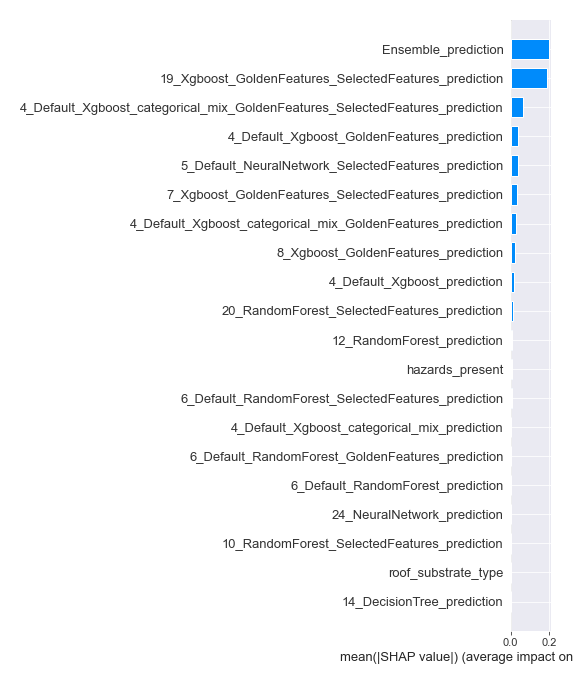 Ensemble_prediction
19_Xgboost_GoldenFeatures_SelectedFeatures_prediction
4_Default_Xgboost_categorical_mix_GoldenFeatures_SelectedFeatures_prediction
4_Default_Xgboost_GoldenFeatures_prediction
5_Default_NeuralNetwork_SelectedFeatures_prediction
7_Xgboost_GoldenFeatures_SelectedFeatures_prediction
4_Default_Xgboost_categorical_mix_GoldenFeatures_prediction
8_Xgboost_GoldenFeatures_prediction
4_Default_Xgboost_prediction
20_RandomForest_SelectedFeatures_prediction
12_RandomForest_prediction
hazards_present
6_Default_RandomForest_SelectedFeatures_prediction
4_Default_Xgboost_categorical_mix_prediction
6_Default_RandomForest_GoldenFeatures_prediction
6_Default_RandomForest_prediction
24_NeuralNetwork_prediction
10_RandomForest_SelectedFeatures_prediction
roof_substrate_type
14_DecisionTree_prediction
0.0 0.2
mean(|SHAP value|) (average impact on